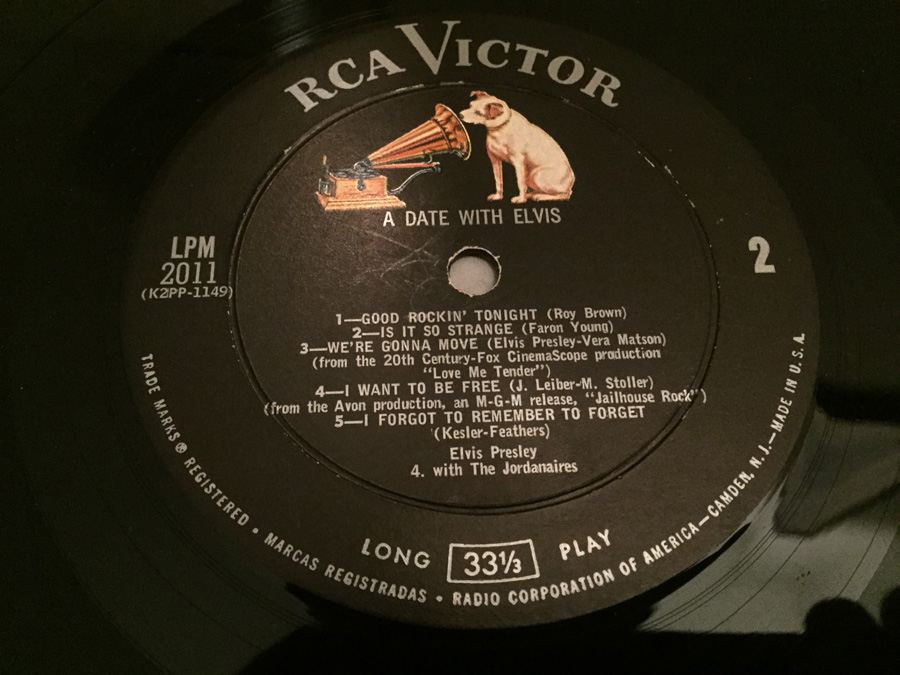 RCA VICTOR
A DATE WITH ELVIS
LPM
2011
(K2PP-1149)
2
1—GOOD ROCKIN' TONIGHT (Roy Brown)
2—IS IT SO STRANGE (Faron Young)
3—WE'RE GONNA MOVE (Elvis Presley-Vera Matson)
(from the 20th Century-Fox CinemaScope production
"Love Me Tender")
4—I WANT TO BE FREE (J. Leiber-M. Stoller)
(from the Avon production, an M-G-M release, "Jailhouse Rock")
5—I FORGOT TO REMEMBER TO FORGET
(Kesler-Feathers)
Elvis Presley
4. with The Jordanaires
LONG 33⅓ PLAY
TRADE MARKS ® REGISTERED • MARCAS REGISTRADAS • RADIO CORPORATION OF AMERICA—CAMDEN, N. J.—MADE IN U.S.A.